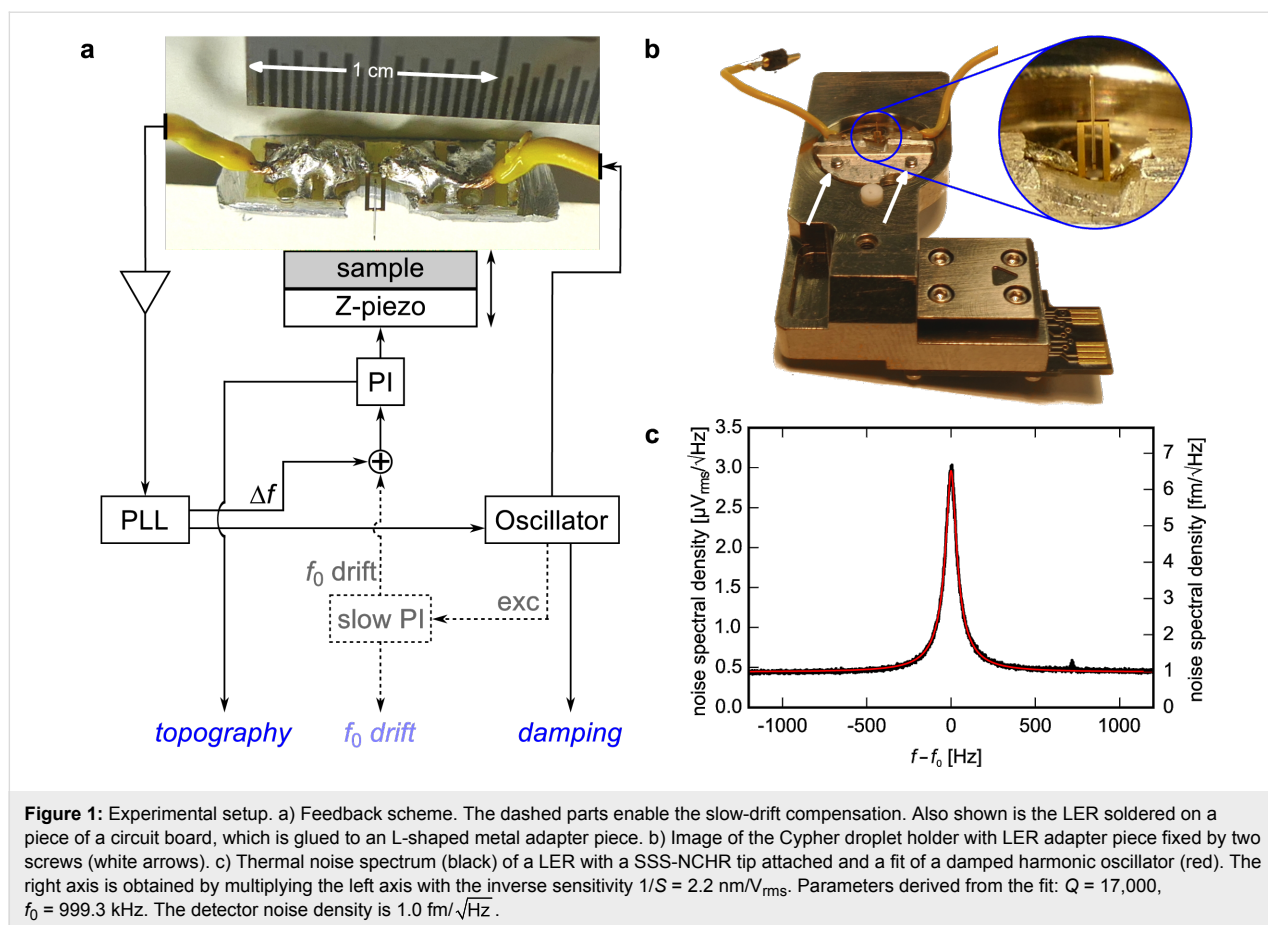 a
1 cm
sample
Z-piezo
PI
+
Δf
PLL
Oscillator
f₀ drift
exc
slow PI
topography
f₀ drift
damping
b
c
noise spectral density [µVrms/√Hz]
3.5
3.0
2.5
2.0
1.5
1.0
0.5
0.0
7
6
5
4
3
2
1
0
noise spectral density [fm/√Hz]
-1000 -500 0 500 1000
f – f₀ [Hz]
Figure 1: Experimental setup. a) Feedback scheme. The dashed parts enable the slow-drift compensation. Also shown is the LER soldered on a
piece of a circuit board, which is glued to an L-shaped metal adapter piece. b) Image of the Cypher droplet holder with LER adapter piece fixed by two
screws (white arrows). c) Thermal noise spectrum (black) of a LER with a SSS-NCHR tip attached and a fit of a damped harmonic oscillator (red). The
right axis is obtained by multiplying the left axis with the inverse sensitivity 1/S = 2.2 nm/Vrms. Parameters derived from the fit: Q = 17,000,
f₀ = 999.3 kHz. The detector noise density is 1.0 fm/√Hz .